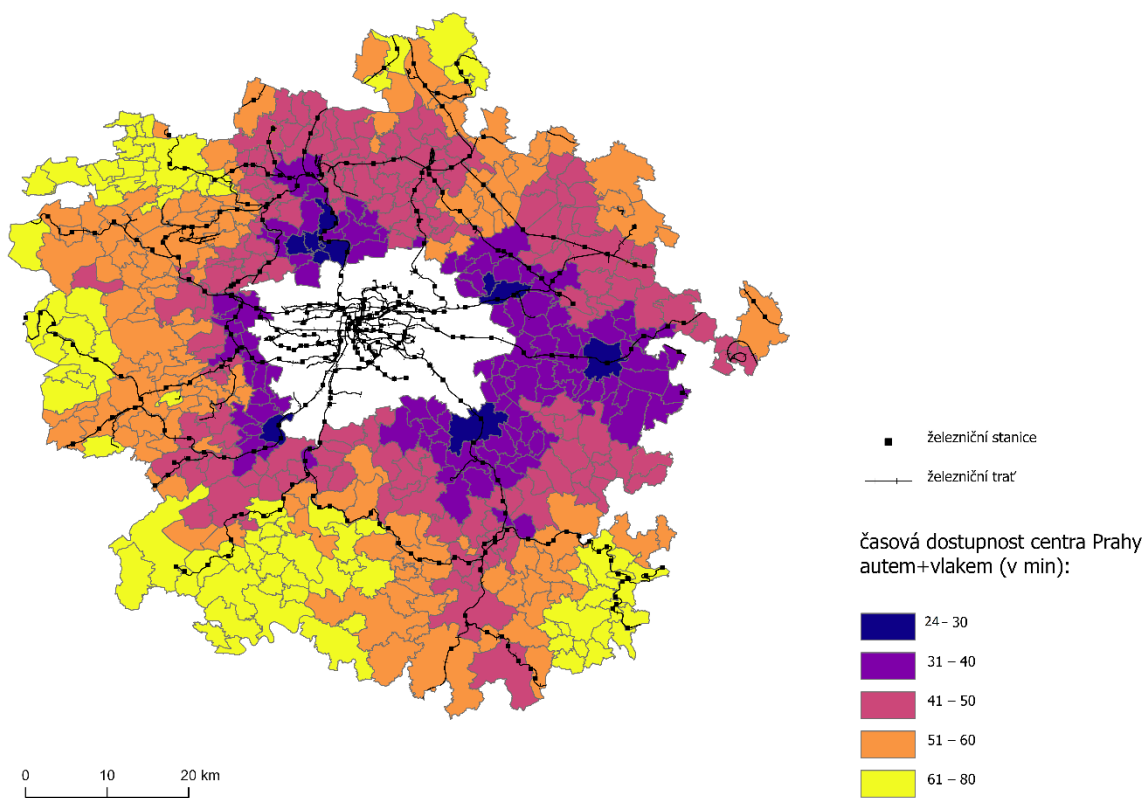 železniční stanice
železniční trať
časová dostupnost centra Prahy
autem+vlakem (v min):
24 – 30
31 – 40
41 – 50
51 – 60
61 – 80
0 10 20 km